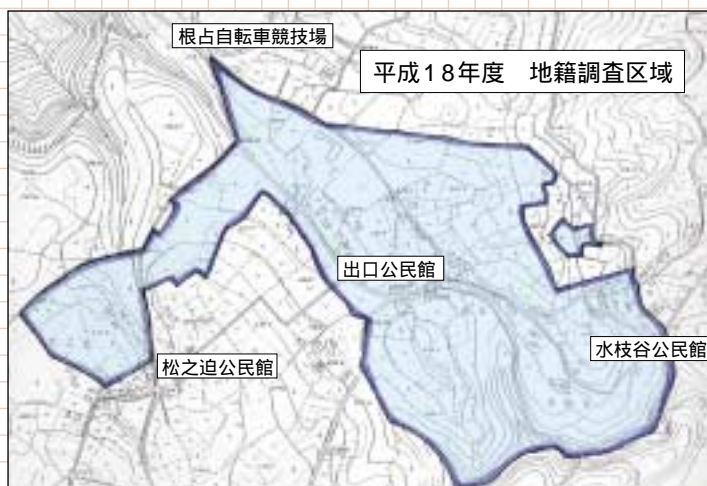 根占自転車競技場
平成18年度　地籍調査区域
出口公民館
水枝谷公民館
松之迫公民館